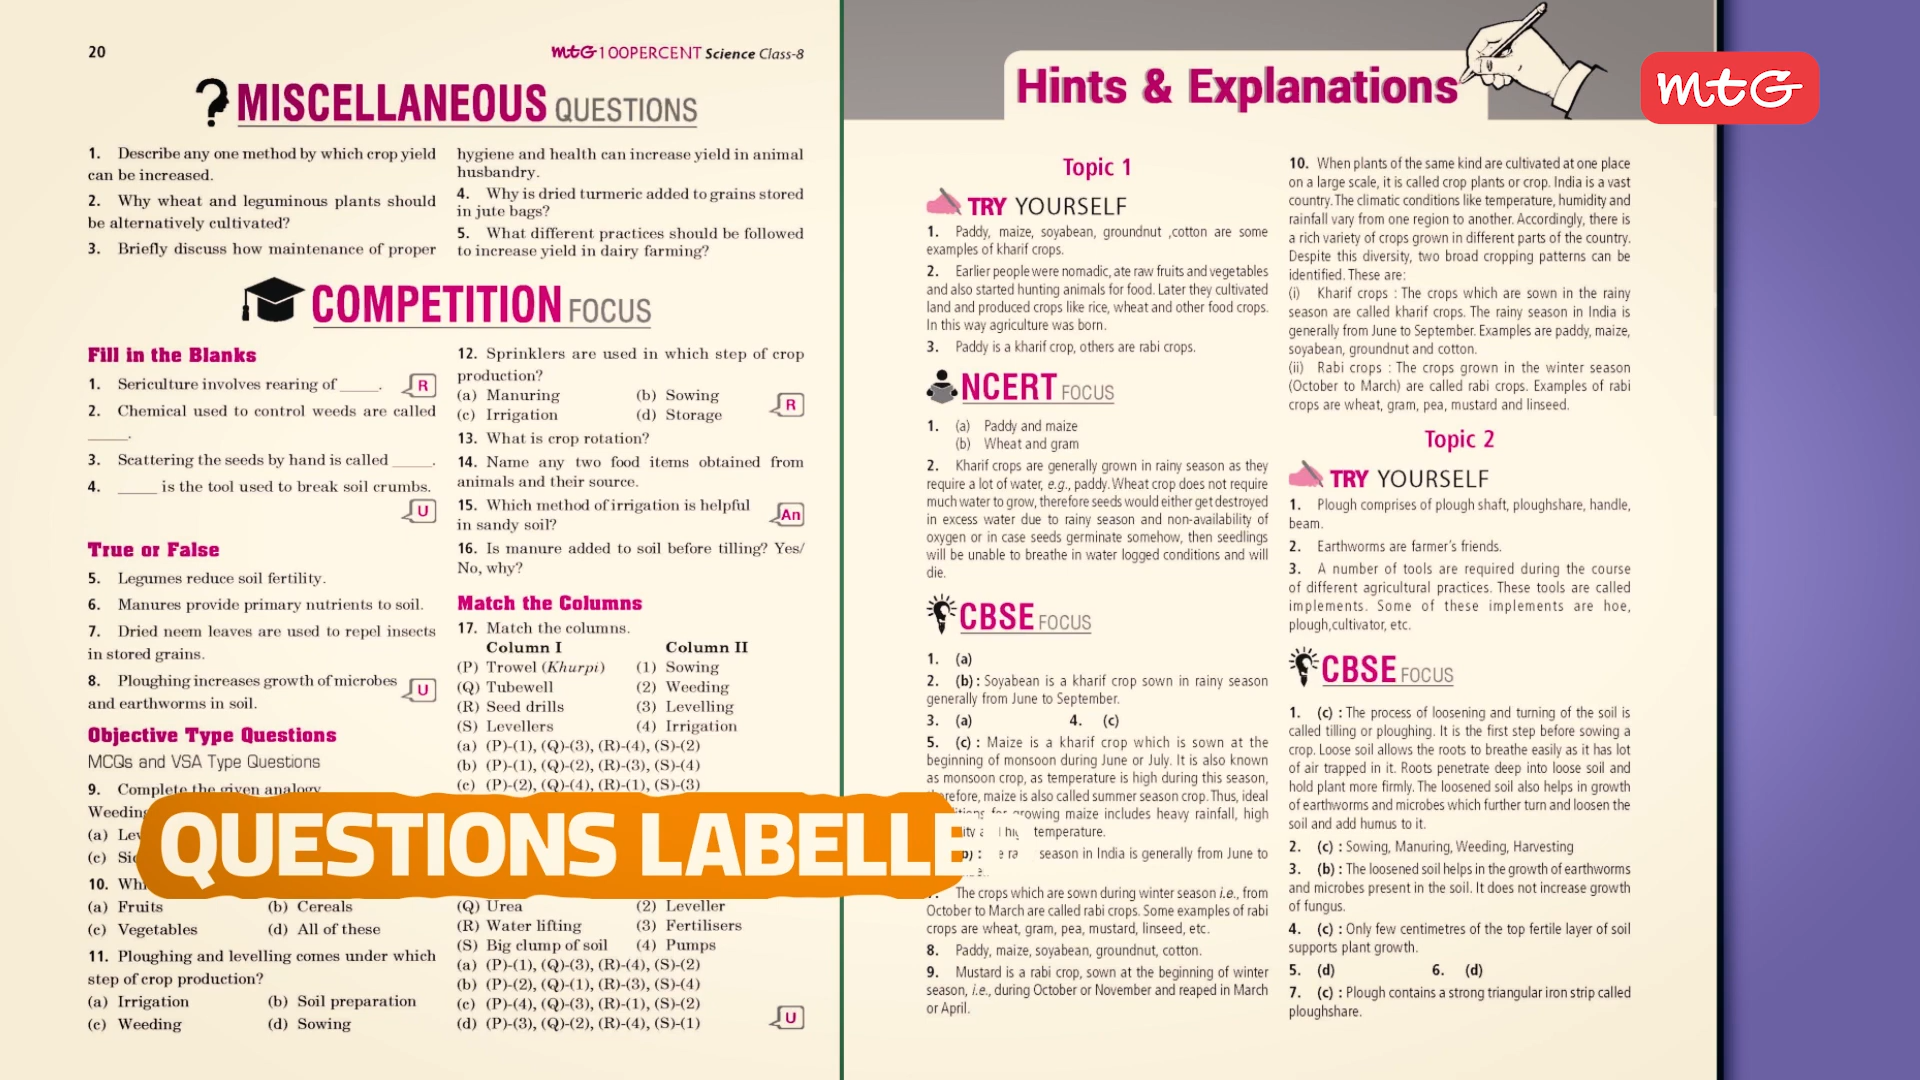 20
mtG 100PERCENT Science Class-8
MISCELLANEOUS QUESTIONS
1. Describe any one method by which crop yield
can be increased.
2. Why wheat and leguminous plants should
be alternatively cultivated?
3. Briefly discuss how maintenance of proper
hygiene and health can increase yield in animal
husbandry.
4. Why is dried turmeric added to grains stored
in jute bags?
5. What different practices should be followed
to increase yield in dairy farming?
COMPETITION FOCUS
Fill in the Blanks
1. Sericulture involves rearing of _____. R
2. Chemical used to control weeds are called
_____.
3. Scattering the seeds by hand is called _____.
4. _____ is the tool used to break soil crumbs.
U
True or False
5. Legumes reduce soil fertility.
6. Manures provide primary nutrients to soil.
7. Dried neem leaves are used to repel insects
in stored grains.
8. Ploughing increases growth of microbes
and earthworms in soil. U
Objective Type Questions
MCQs and VSA Type Questions
9. Complete the given analogy
Weeding
(a)
(c)
10.
(a) Fruits (b) Cereals
(c) Vegetables (d) All of these
11. Ploughing and levelling comes under which
step of crop production?
(a) Irrigation (b) Soil preparation
(c) Weeding (d) Sowing
12. Sprinklers are used in which step of crop
production?
(a) Manuring (b) Sowing
(c) Irrigation (d) Storage R
13. What is crop rotation?
14. Name any two food items obtained from
animals and their source.
15. Which method of irrigation is helpful
in sandy soil? An
16. Is manure added to soil before tilling? Yes/
No, why?
Match the Columns
17. Match the columns.
Column I Column II
(P) Trowel (Khurpi) (1) Sowing
(Q) Tubewell (2) Weeding
(R) Seed drills (3) Levelling
(S) Levellers (4) Irrigation
(a) (P)-(1), (Q)-(3), (R)-(4), (S)-(2)
(b) (P)-(1), (Q)-(2), (R)-(3), (S)-(4)
(c) (P)-(2), (Q)-(4), (R)-(1), (S)-(3)
(Q) Urea (2) Leveller
(R) Water lifting (3) Fertilisers
(S) Big clump of soil (4) Pumps
(a) (P)-(1), (Q)-(3), (R)-(4), (S)-(2)
(b) (P)-(2), (Q)-(1), (R)-(3), (S)-(4)
(c) (P)-(4), (Q)-(3), (R)-(1), (S)-(2)
(d) (P)-(3), (Q)-(2), (R)-(4), (S)-(1) U
QUESTIONS LABELLE
Hints & Explanations
mtG
Topic 1
TRY YOURSELF
1. Paddy, maize, soyabean, groundnut ,cotton are some
examples of kharif crops.
2. Earlier people were nomadic, ate raw fruits and vegetables
and also started hunting animals for food. Later they cultivated
land and produced crops like rice, wheat and other food crops.
In this way agriculture was born.
3. Paddy is a kharif crop, others are rabi crops.
NCERT FOCUS
1. (a) Paddy and maize
(b) Wheat and gram
2. Kharif crops are generally grown in rainy season as they
require a lot of water, e.g., paddy. Wheat crop does not require
much water to grow, therefore seeds would either get destroyed
in excess water due to rainy season and non-availability of
oxygen or in case seeds germinate somehow, then seedlings
will be unable to breathe in water logged conditions and will
die.
CBSE FOCUS
1. (a)
2. (b) : Soyabean is a kharif crop sown in rainy season
generally from June to September.
3. (a) 4. (c)
5. (c) : Maize is a kharif crop which is sown at the
beginning of monsoon during June or July. It is also known
as monsoon crop, as temperature is high during this season,
maize is also called summer season crop. Thus, ideal
for growing maize includes heavy rainfall, high
temperature.
season in India is generally from June to
The crops which are sown during winter season i.e., from
October to March are called rabi crops. Some examples of rabi
crops are wheat, gram, pea, mustard, linseed, etc.
8. Paddy, maize, soyabean, groundnut, cotton.
9. Mustard is a rabi crop, sown at the beginning of winter
season, i.e., during October or November and reaped in March
or April.
10. When plants of the same kind are cultivated at one place
on a large scale, it is called crop plants or crop. India is a vast
country. The climatic conditions like temperature, humidity and
rainfall vary from one region to another. Accordingly, there is
a rich variety of crops grown in different parts of the country.
Despite this diversity, two broad cropping patterns can be
identified. These are:
(i) Kharif crops : The crops which are sown in the rainy
season are called kharif crops. The rainy season in India is
generally from June to September. Examples are paddy, maize,
soyabean, groundnut and cotton.
(ii) Rabi crops : The crops grown in the winter season
(October to March) are called rabi crops. Examples of rabi
crops are wheat, gram, pea, mustard and linseed.
Topic 2
TRY YOURSELF
1. Plough comprises of plough shaft, ploughshare, handle,
beam.
2. Earthworms are farmer's friends.
3. A number of tools are required during the course
of different agricultural practices. These tools are called
implements. Some of these implements are hoe,
plough,cultivator, etc.
CBSE FOCUS
1. (c) : The process of loosening and turning of the soil is
called tilling or ploughing. It is the first step before sowing a
crop. Loose soil allows the roots to breathe easily as it has lot
of air trapped in it. Roots penetrate deep into loose soil and
hold plant more firmly. The loosened soil also helps in growth
of earthworms and microbes which further turn and loosen the
soil and add humus to it.
2. (c) : Sowing, Manuring, Weeding, Harvesting
3. (b) : The loosened soil helps in the growth of earthworms
and microbes present in the soil. It does not increase growth
of fungus.
4. (c) : Only few centimetres of the top fertile layer of soil
supports plant growth.
5. (d) 6. (d)
7. (c) : Plough contains a strong triangular iron strip called
ploughshare.